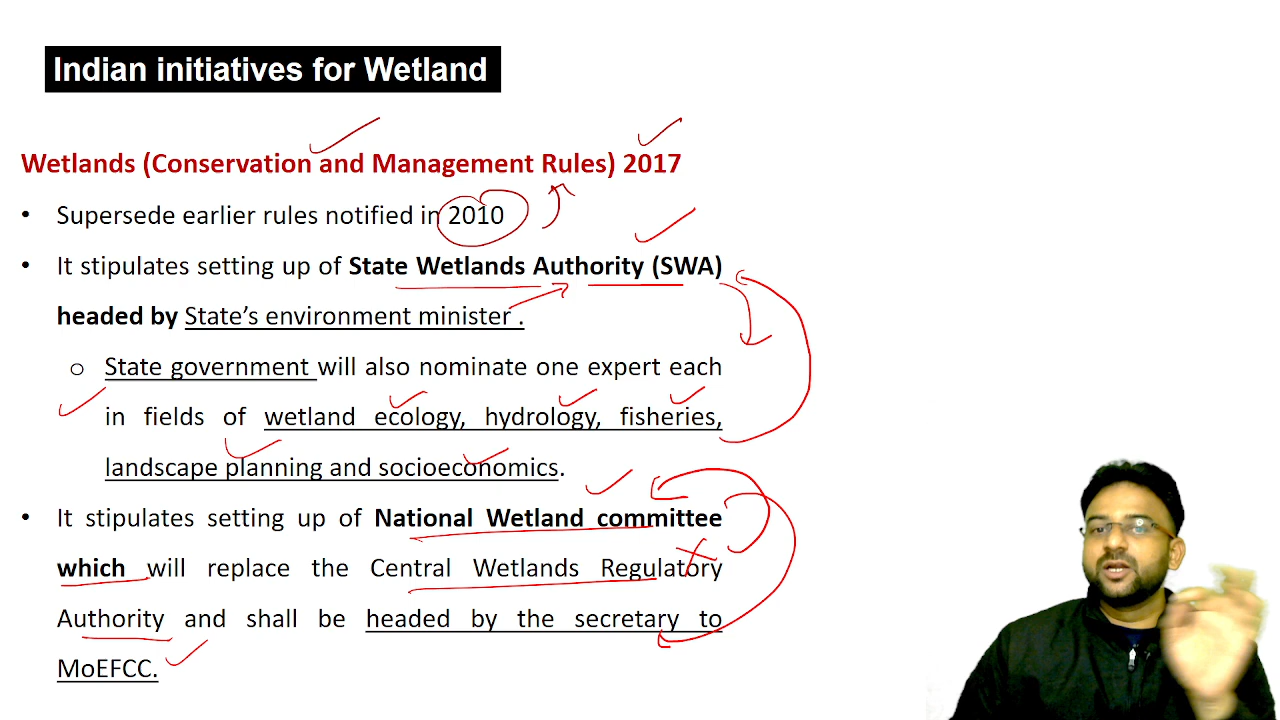 Indian initiatives for Wetland
Wetlands (Conservation and Management Rules) 2017
• Supersede earlier rules notified in 2010
• It stipulates setting up of State Wetlands Authority (SWA)
headed by State’s environment minister .
o State government will also nominate one expert each
in fields of wetland ecology, hydrology, fisheries,
landscape planning and socioeconomics.
• It stipulates setting up of National Wetland committee
which will replace the Central Wetlands Regulatory
Authority and shall be headed by the secretary to
MoEFCC.